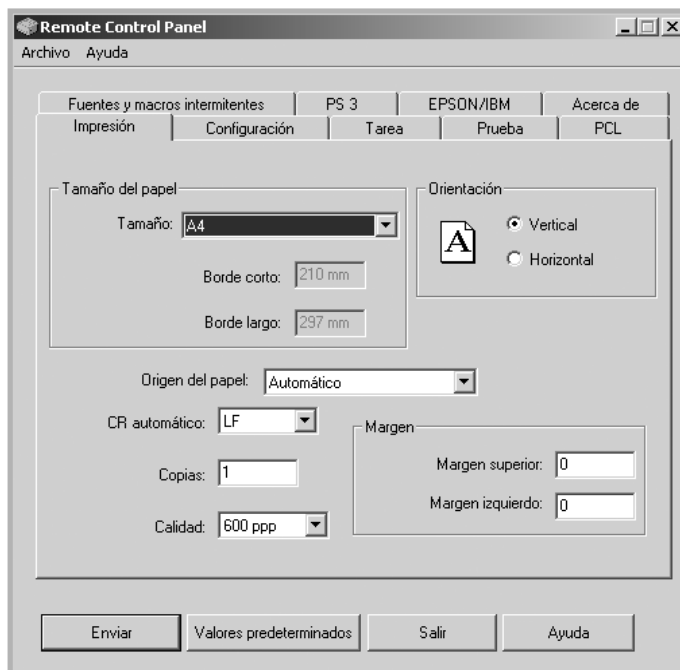 Remote Control Panel
Archivo Ayuda
Fuentes y macros intermitentes PS 3 EPSON/IBM Acerca de
Impresión Configuración Tarea Prueba PCL
Tamaño del papel
Tamaño: A4
Borde corto: 210 mm
Borde largo: 297 mm
Orientación
A
Vertical
Horizontal
Origen del papel: Automático
CR automático: LF
Copias: 1
Calidad: 600 ppp
Margen
Margen superior: 0
Margen izquierdo: 0
Enviar Valores predeterminados Salir Ayuda